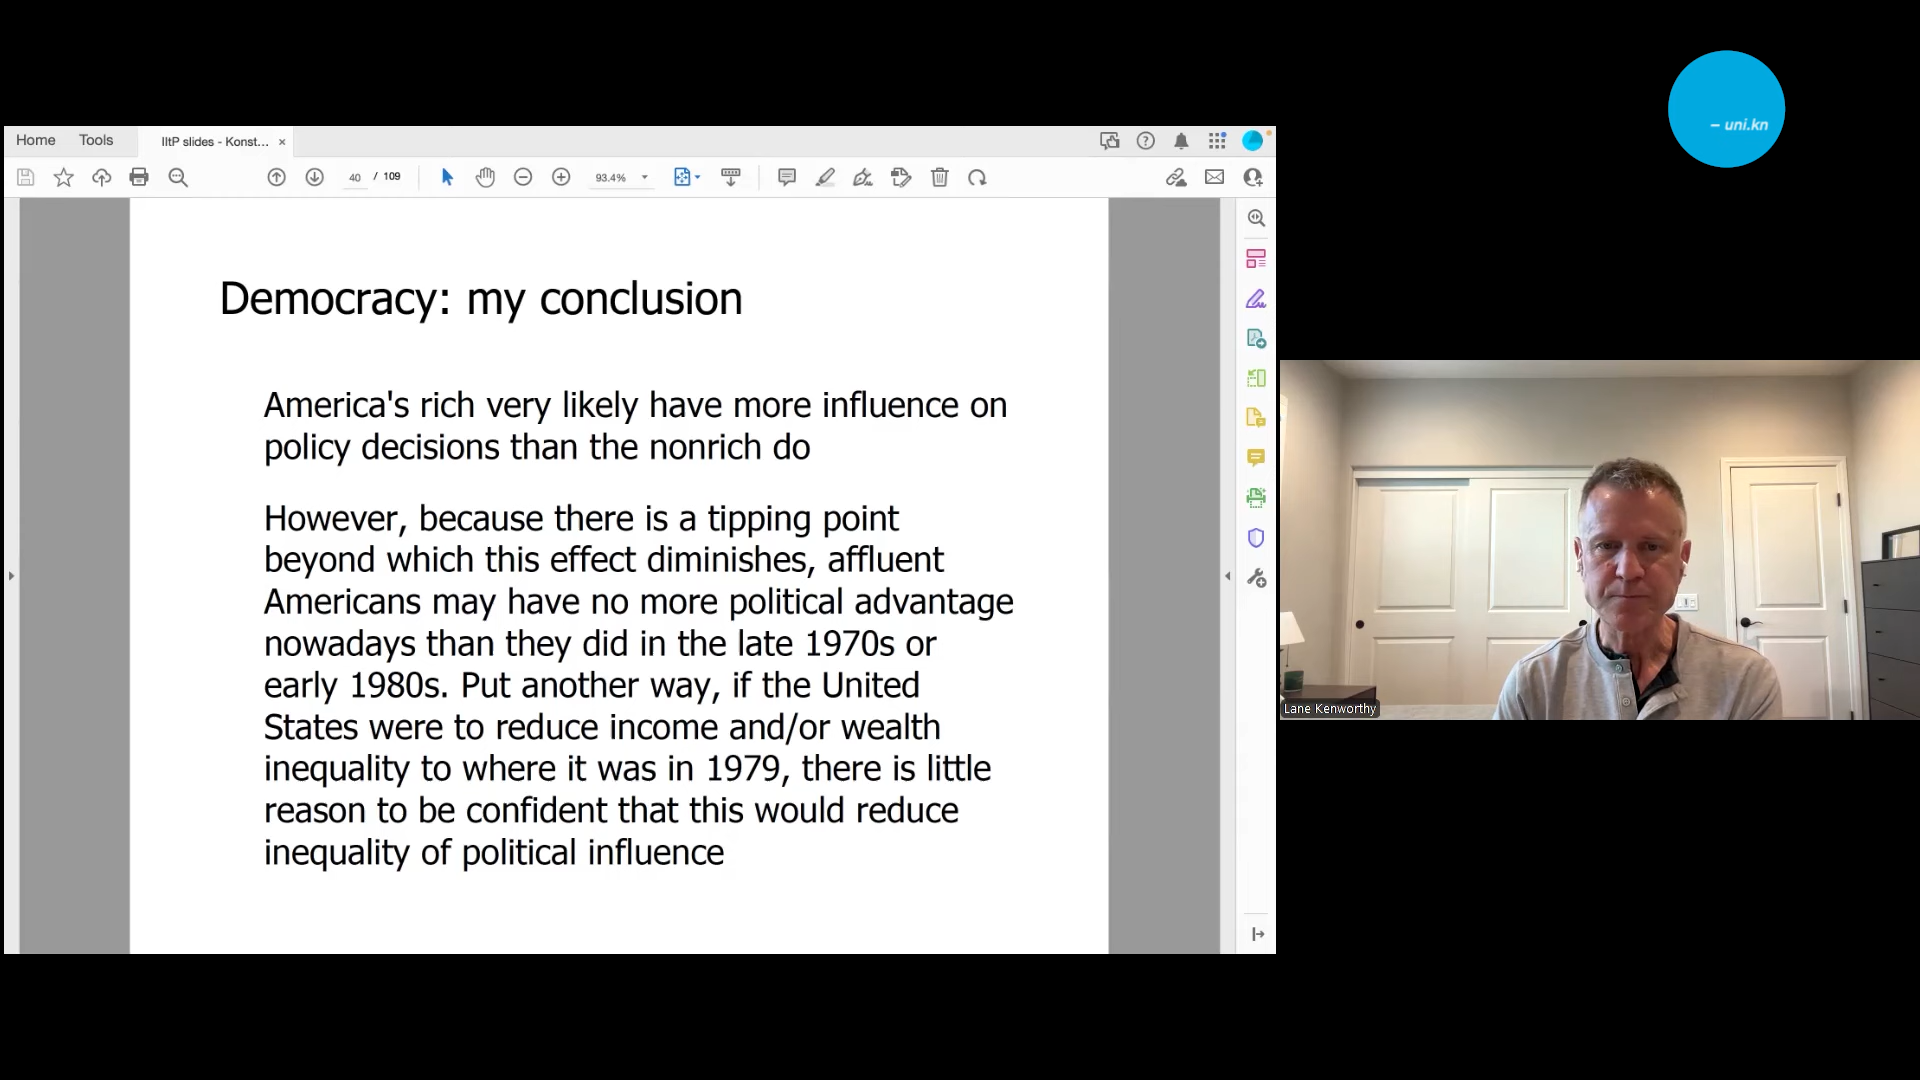 – uni.kn
Home Tools IItP slides - Konst... ×
40 / 109 93.4%
Democracy: my conclusion
America's rich very likely have more influence on
policy decisions than the nonrich do
However, because there is a tipping point
beyond which this effect diminishes, affluent
Americans may have no more political advantage
nowadays than they did in the late 1970s or
early 1980s. Put another way, if the United
States were to reduce income and/or wealth
inequality to where it was in 1979, there is little
reason to be confident that this would reduce
inequality of political influence
Lane Kenworthy